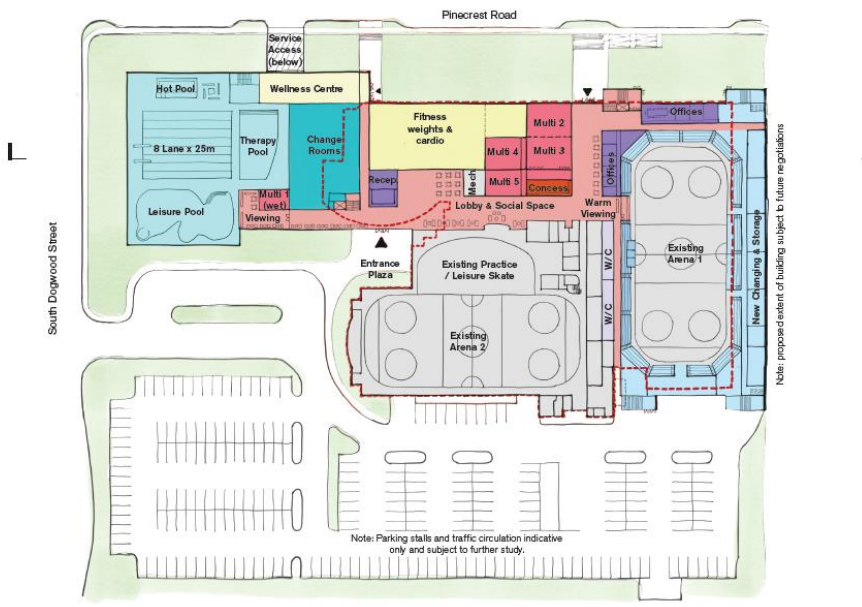 Pinecrest Road
Service
Access
(below)
Hot Pool
Wellness Centre
Offices
8 Lane x 25m
Therapy
Pool
Change
Rooms
Fitness
weights &
cardio
Multi 2
Multi 4
Multi 3
Offices
Recep.
Mech
Multi 5
Concess.
Multi 1
(wet)
Leisure Pool
Viewing
Lobby & Social Space
Warm
Viewing
Entrance
Plaza
Existing Practice
/ Leisure Skate
W/C
W/C
Existing
Arena 1
Existing
Arena 2
New Changing & Storage
South Dogwood Street
Note: proposed extent of building subject to future negotiations
Note: Parking stalls and traffic circulation indicative
only and subject to further study.